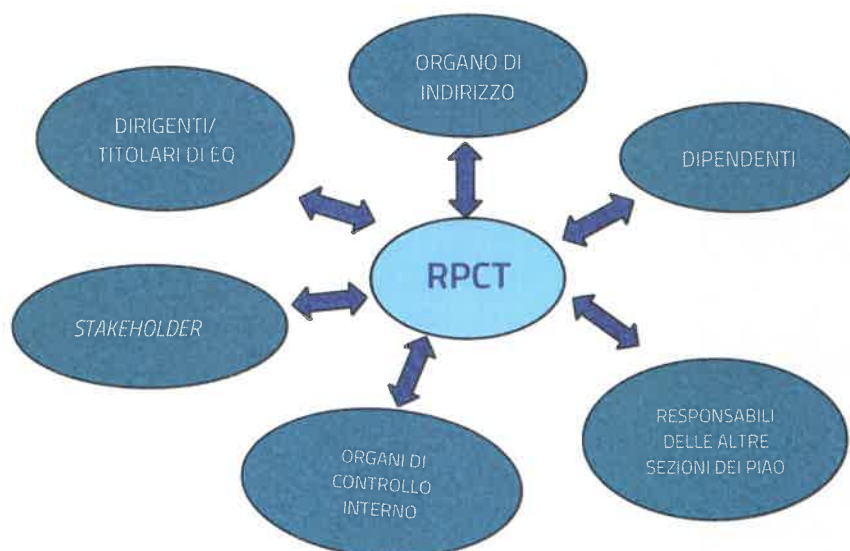 ORGANO DI
INDIRIZZO
DIRIGENTI/
TITOLARI DI EQ
DIPENDENTI
RPCT
STAKEHOLDER
RESPONSABILI
DELLE ALTRE
SEZIONI DEI PIAO
ORGANI DI
CONTROLLO
INTERNO